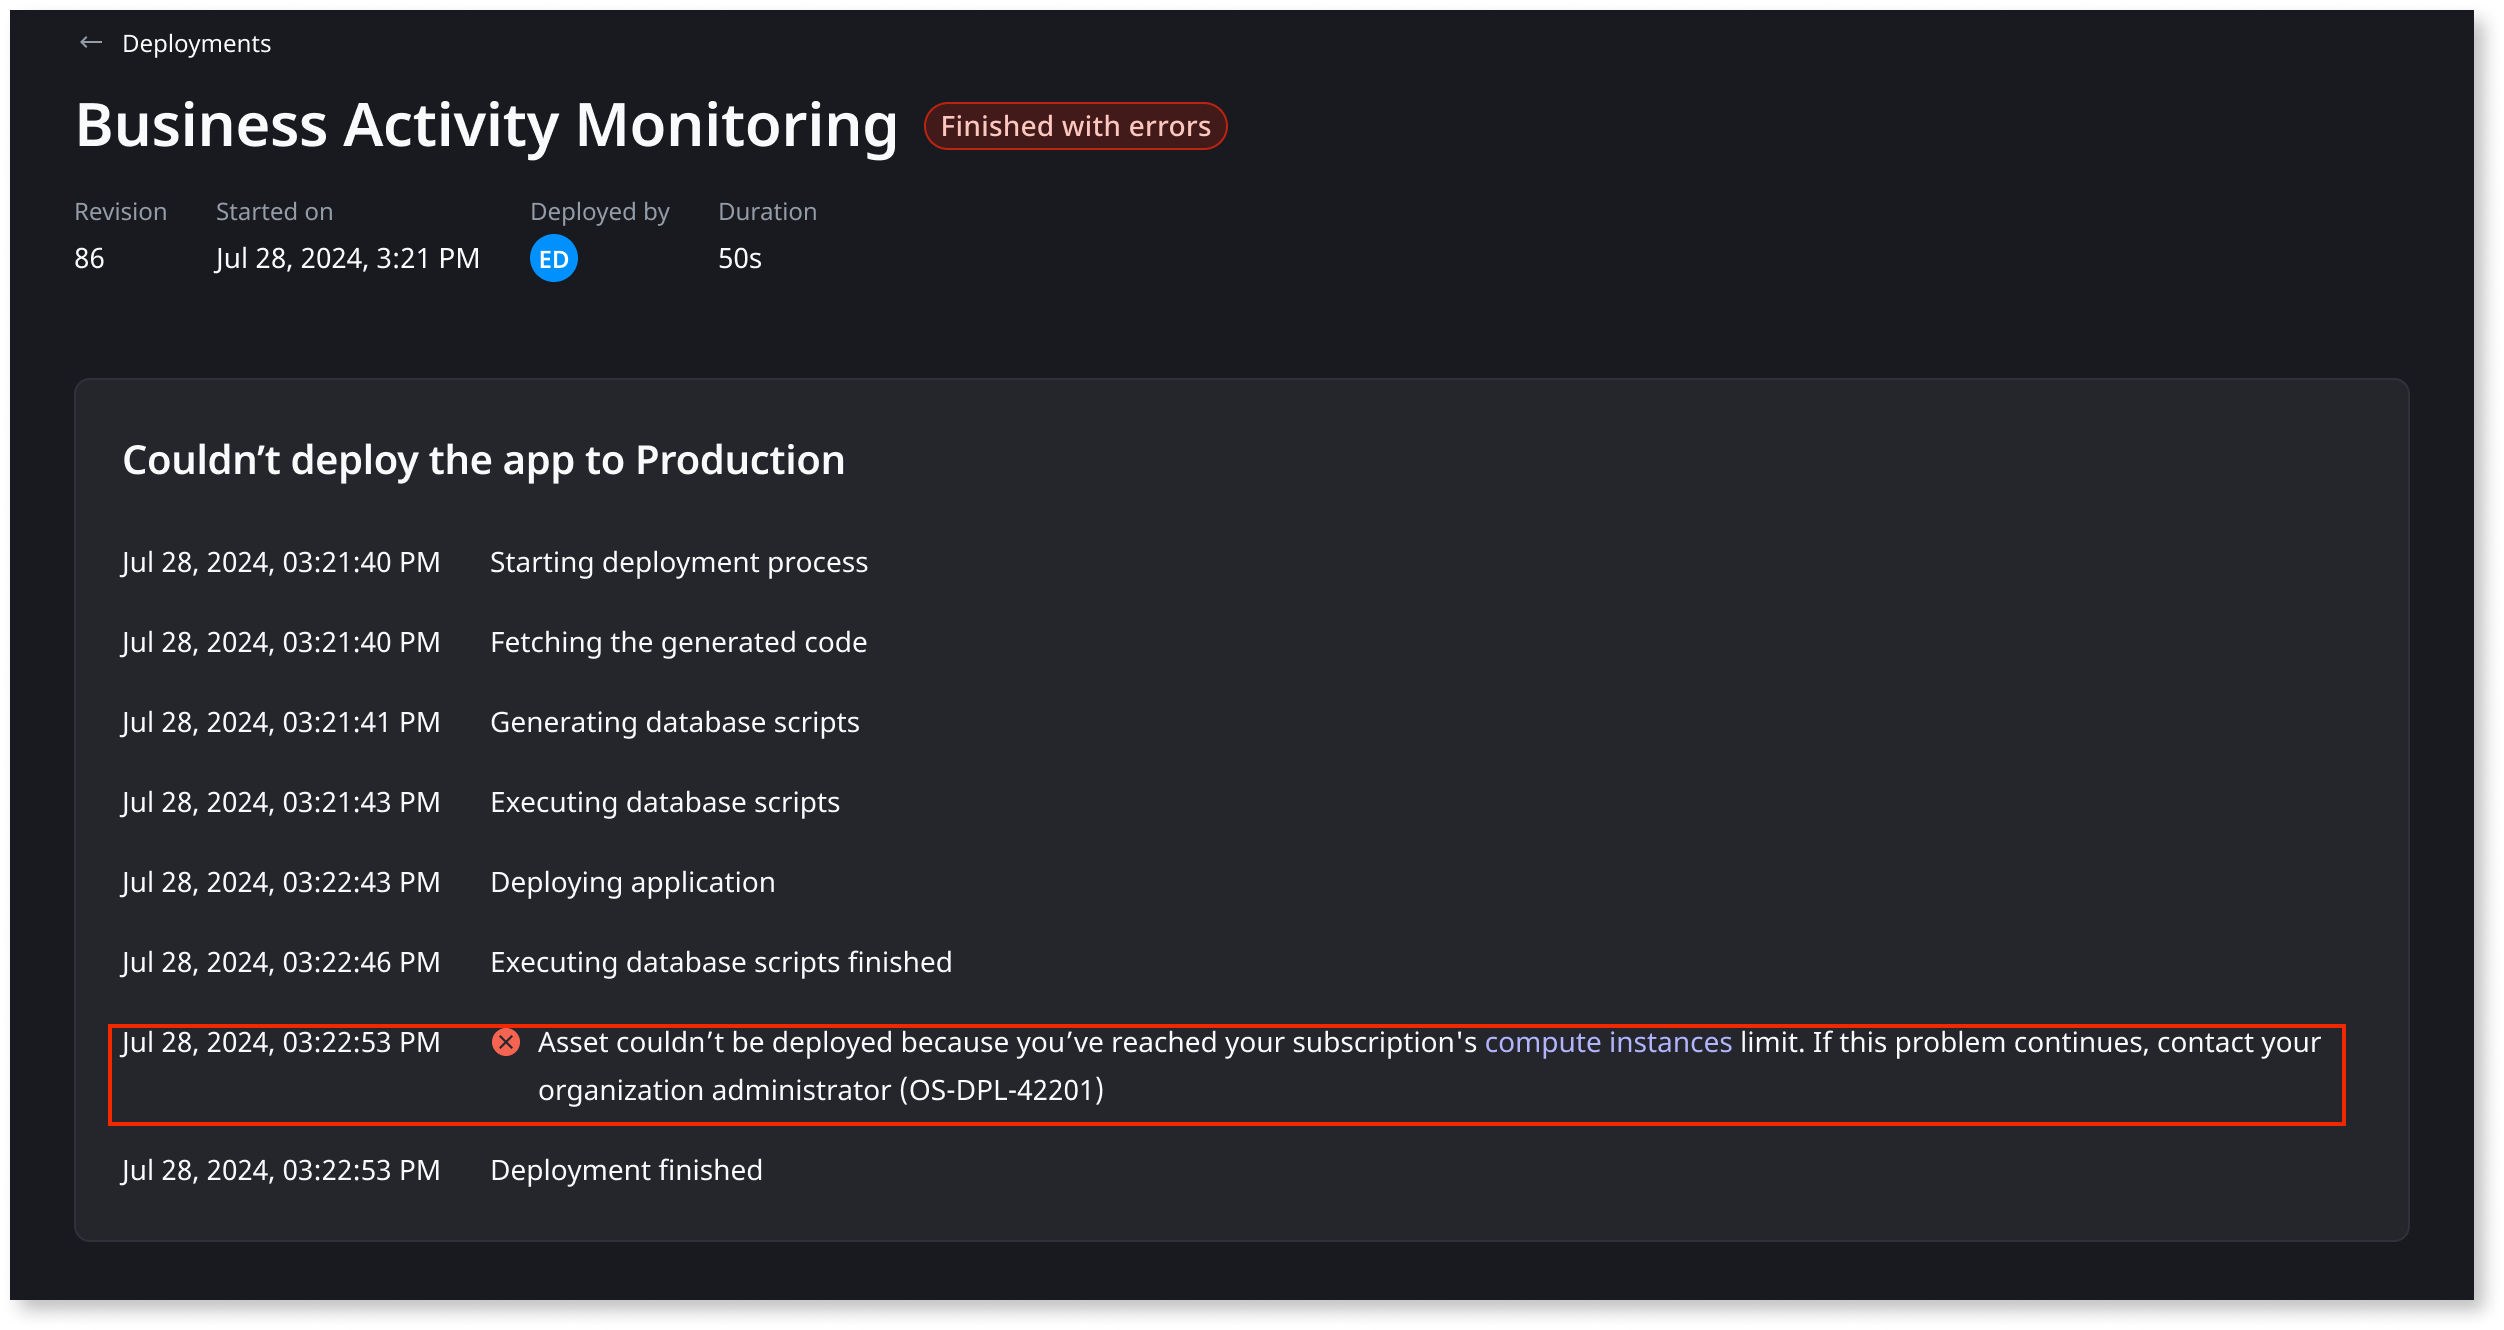 ← Deployments
Business Activity Monitoring Finished with errors
Revision Started on Deployed by Duration
86 Jul 28, 2024, 3:21 PM ED 50s
Couldn’t deploy the app to Production
Jul 28, 2024, 03:21:40 PM Starting deployment process
Jul 28, 2024, 03:21:40 PM Fetching the generated code
Jul 28, 2024, 03:21:41 PM Generating database scripts
Jul 28, 2024, 03:21:43 PM Executing database scripts
Jul 28, 2024, 03:22:43 PM Deploying application
Jul 28, 2024, 03:22:46 PM Executing database scripts finished
Jul 28, 2024, 03:22:53 PM Asset couldn’t be deployed because you’ve reached your subscription's compute instances limit. If this problem continues, contact your
organization administrator (OS-DPL-42201)
Jul 28, 2024, 03:22:53 PM Deployment finished